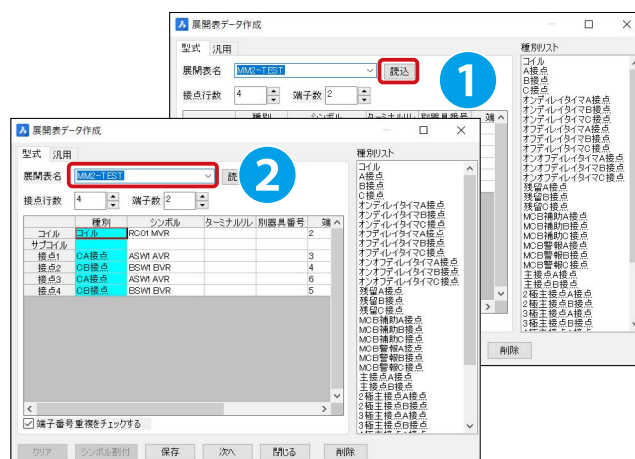 展開表データ作成
型式 汎用
展開表名 MM2-TEST 読込
接点行数 4 端子数 2
種別 シンボル ターミナルリレ 別器具番号 端
種別リスト
コイル
A接点
B接点
C接点
オンディレイタイマA接点
オンディレイタイマB接点
オンディレイタイマC接点
オフディレイタイマA接点
オフディレイタイマB接点
オフディレイタイマC接点
オンオフディレイタイマA接点
オンオフディレイタイマB接点
オンオフディレイタイマC接点
残留A接点
残留B接点
残留C接点
MCB補助A接点
MCB補助B接点
MCB補助C接点
MCB警報A接点
MCB警報B接点
MCB警報C接点
主接点A接点
主接点B接点
2極主接点A接点
2極主接点B接点
3極主接点A接点
3極主接点B接点
削除
1
展開表データ作成
型式 汎用
展開表名 MM2-TEST 読
接点行数 4 端子数 2
種別 シンボル ターミナルリレ 別器具番号 端
コイル コイル RC01 MVR 2
サブコイル
接点1 CA接点 ASW1 AVR 3
接点2 CB接点 BSW1 BVR 4
接点3 CA接点 ASW1 AVR 6
接点4 CB接点 BSW1 BVR 5
端子番号重複をチェックする
クリア シンボル割付 保存 次へ 閉じる 削除
種別リスト
コイル
A接点
B接点
C接点
オンディレイタイマA接点
オンディレイタイマB接点
オンディレイタイマC接点
オフディレイタイマA接点
オフディレイタイマB接点
オフディレイタイマC接点
オンオフディレイタイマA接点
オンオフディレイタイマB接点
オンオフディレイタイマC接点
残留A接点
残留B接点
残留C接点
MCB補助A接点
MCB補助B接点
MCB補助C接点
MCB警報A接点
MCB警報B接点
MCB警報C接点
主接点A接点
主接点B接点
2極主接点A接点
2極主接点B接点
3極主接点A接点
3極主接点B接点
2